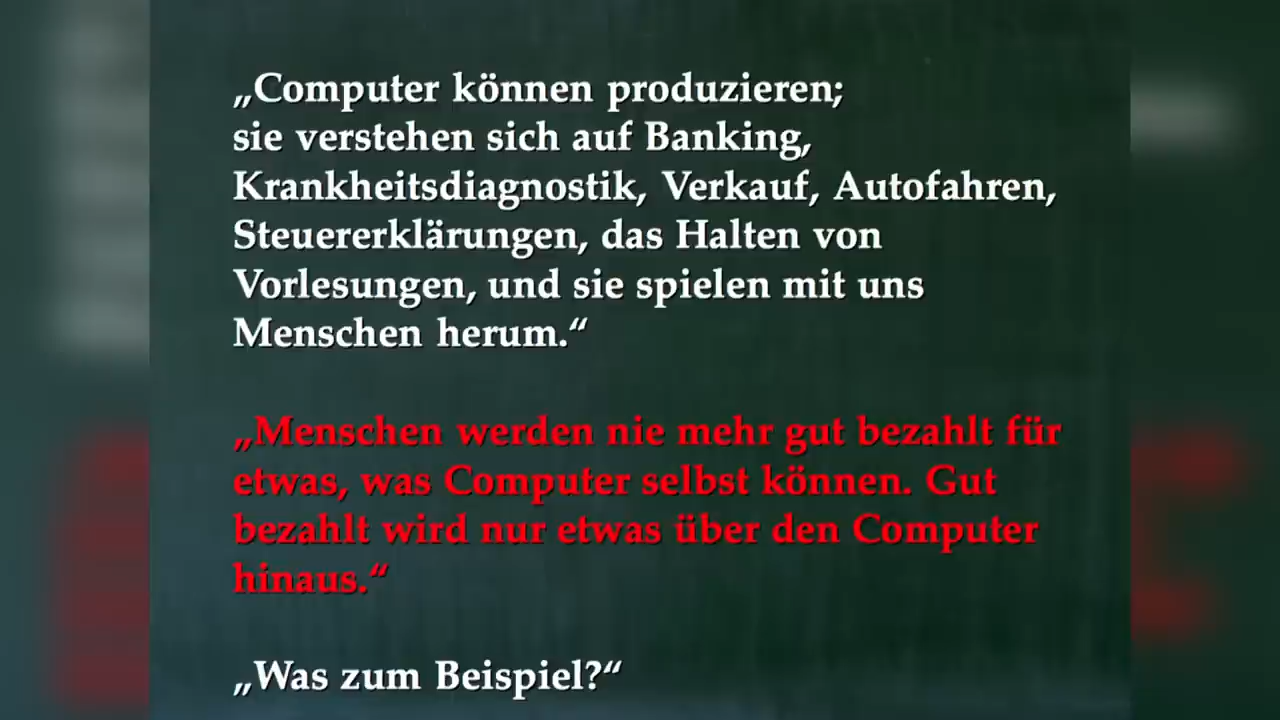 „Computer können produzieren;
sie verstehen sich auf Banking,
Krankheitsdiagnostik, Verkauf, Autofahren,
Steuererklärungen, das Halten von
Vorlesungen, und sie spielen mit uns
Menschen herum.“
„Menschen werden nie mehr gut bezahlt für
etwas, was Computer selbst können. Gut
bezahlt wird nur etwas über den Computer
hinaus.“
„Was zum Beispiel?“